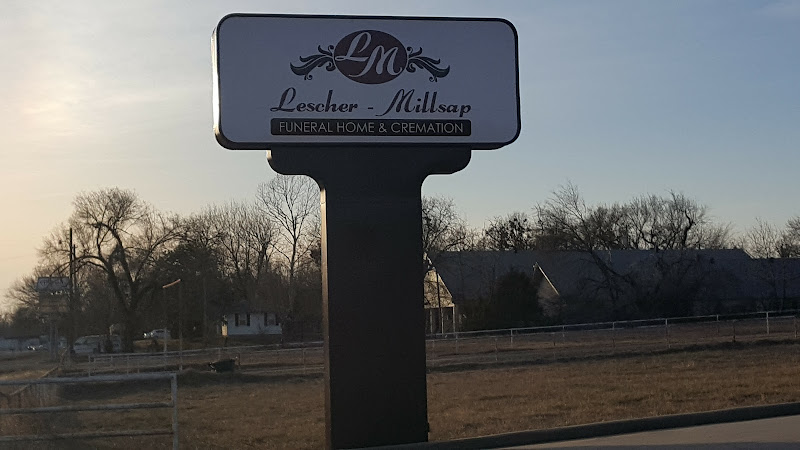 LM
Lescher - Millsap
FUNERAL HOME & CREMATION